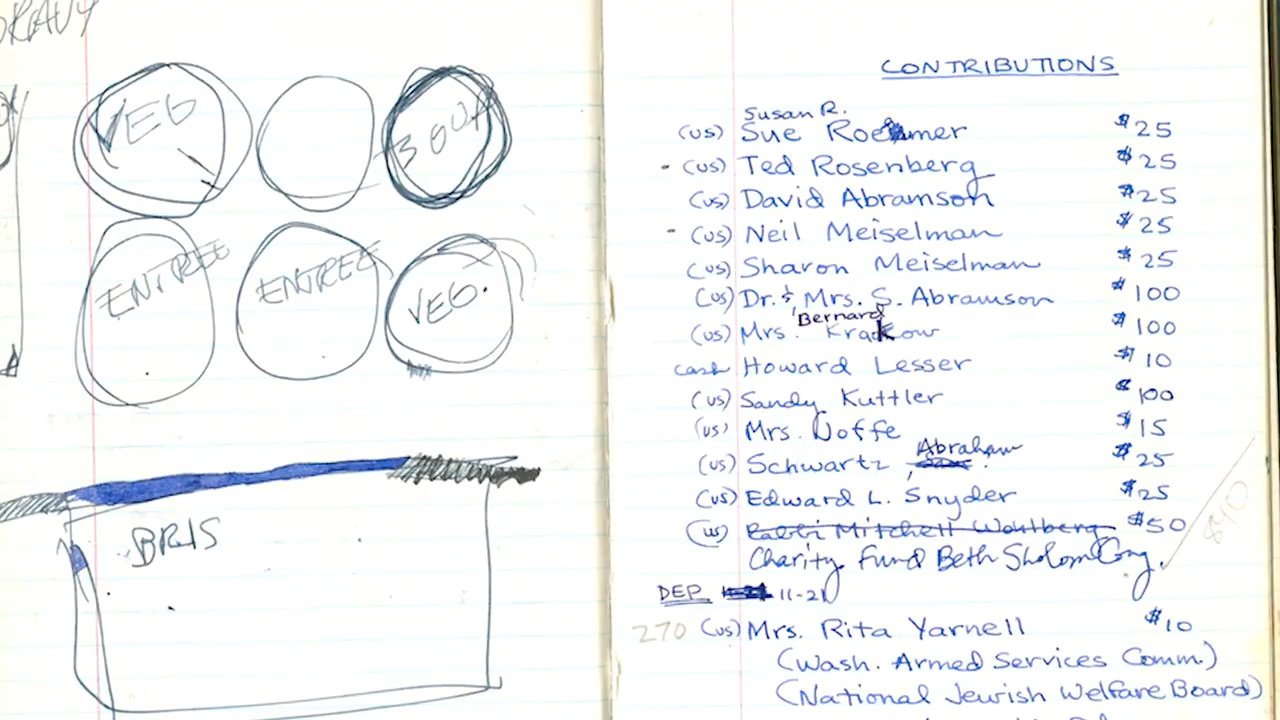 VEG
SOUP
ENTREE
ENTREE
VEG.
BRIS
CONTRIBUTIONS
Susan R.
(US) Sue Roemer $25
- (US) Ted Rosenberg $25
(US) David Abramson $25
- (US) Neil Meiselman $25
(US) Sharon Meiselman $25
(US) Dr. & Mrs. S. Abramson $100
Bernard
(US) Mrs. Krakow $100
cash Howard Lesser $10
(US) Sandy Kuttler $100
(US) Mrs. $15
Abraham
(US) Schwartz $25
(US) Edward L. Snyder $25
(US) Rabbi Mitchell Wohlberg $50
Charity Fund Beth Sholom Cong.
840
DEP 11-21
270 (US) Mrs. Rita Yarnell $10
(Wash. Armed Services Comm.)
(National Jewish Welfare Board)